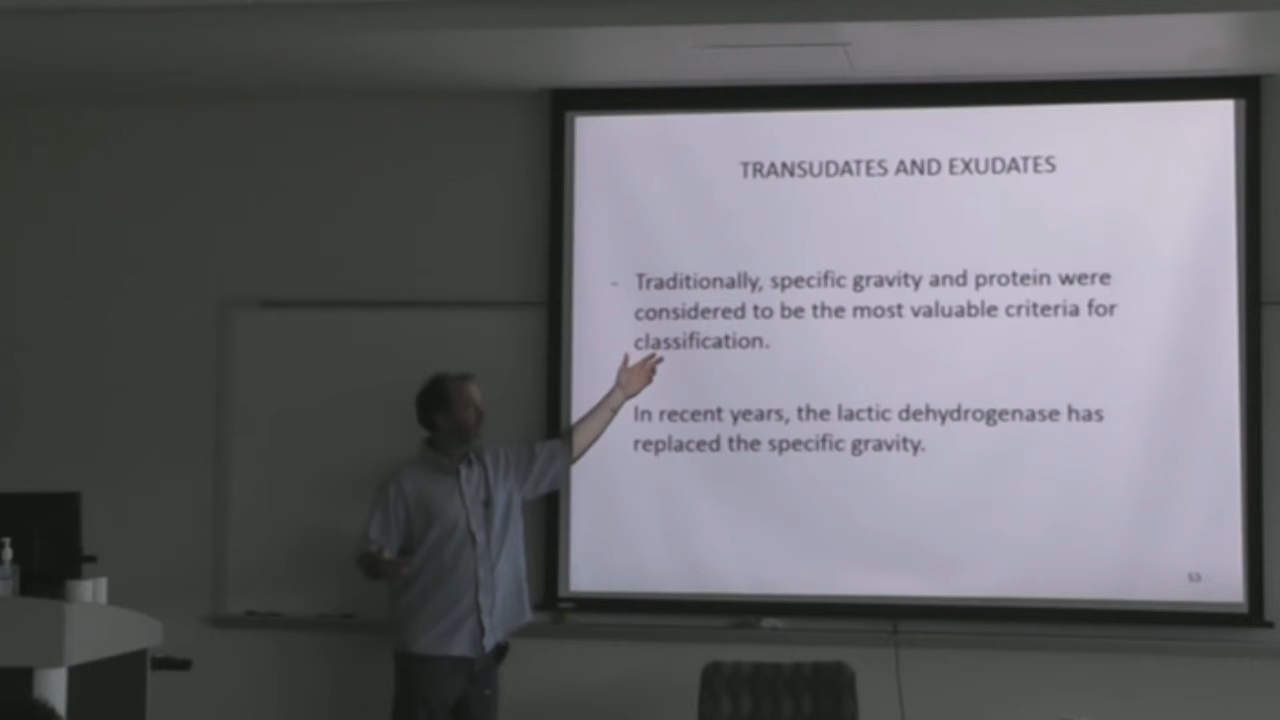 TRANSUDATES AND EXUDATES
- Traditionally, specific gravity and protein were
considered to be the most valuable criteria for
classification.
In recent years, the lactic dehydrogenase has
replaced the specific gravity.
53